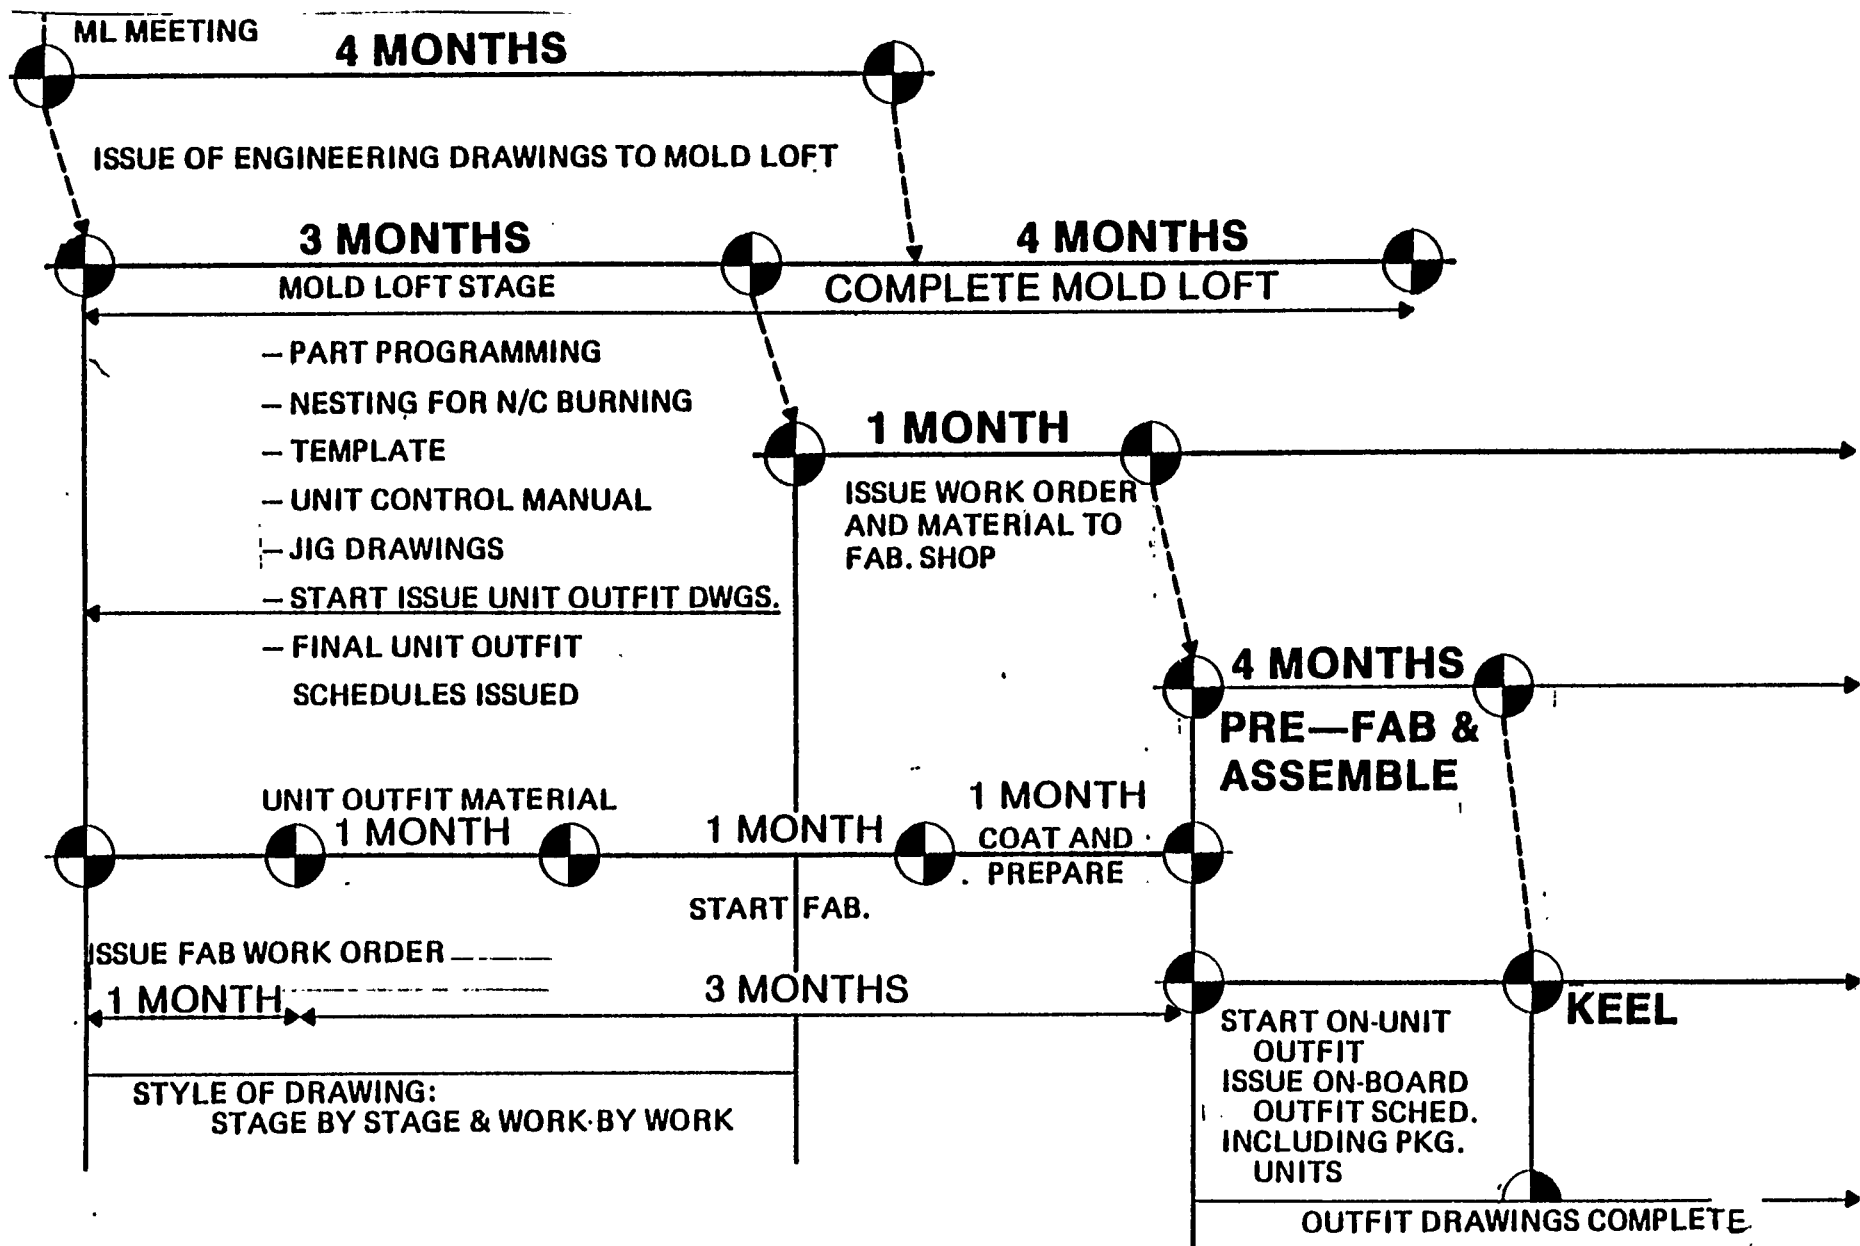 ML MEETING
4 MONTHS
ISSUE OF ENGINEERING DRAWINGS TO MOLD LOFT
3 MONTHS
4 MONTHS
MOLD LOFT STAGE
COMPLETE MOLD LOFT
– PART PROGRAMMING
– NESTING FOR N/C BURNING
– TEMPLATE
– UNIT CONTROL MANUAL
– JIG DRAWINGS
– START ISSUE UNIT OUTFIT DWGS.
– FINAL UNIT OUTFIT
SCHEDULES ISSUED
1 MONTH
ISSUE WORK ORDER
AND MATERIAL TO
FAB. SHOP
4 MONTHS
PRE—FAB &
ASSEMBLE
UNIT OUTFIT MATERIAL
1 MONTH
1 MONTH
1 MONTH
COAT AND
PREPARE
START FAB.
ISSUE FAB WORK ORDER
1 MONTH
3 MONTHS
KEEL
START ON-UNIT
OUTFIT
ISSUE ON-BOARD
OUTFIT SCHED.
INCLUDING PKG.
UNITS
STYLE OF DRAWING:
STAGE BY STAGE & WORK BY WORK
OUTFIT DRAWINGS COMPLETE